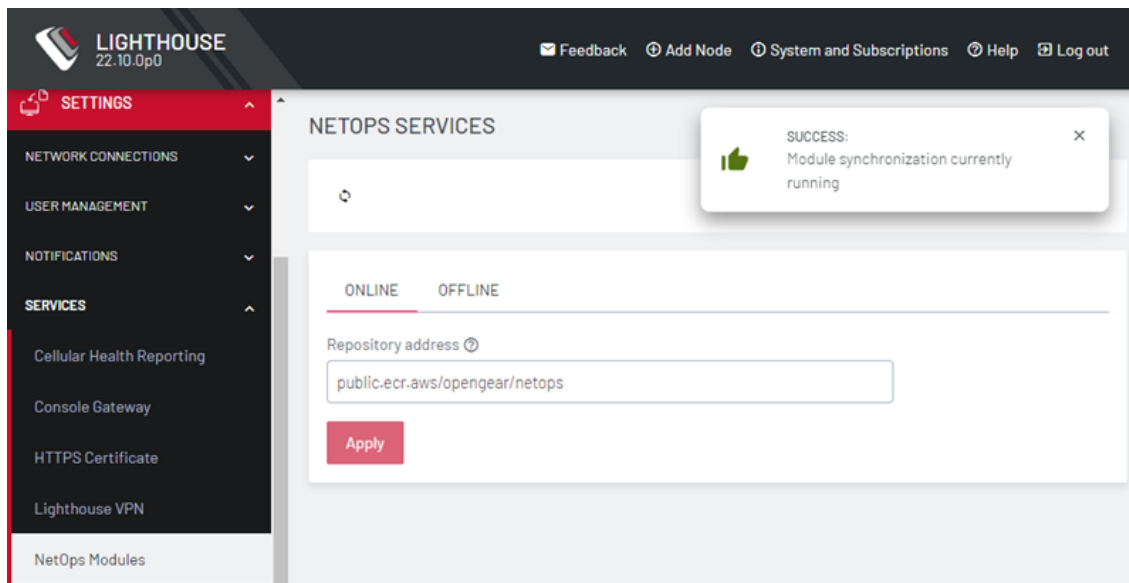 LIGHTHOUSE
22.10.0p0
Feedback
Add Node
System and Subscriptions
Help
Log out
SETTINGS
NETWORK CONNECTIONS
USER MANAGEMENT
NOTIFICATIONS
SERVICES
Cellular Health Reporting
Console Gateway
HTTPS Certificate
Lighthouse VPN
NetOps Modules
NETOPS SERVICES
SUCCESS:
Module synchronization currently
running
ONLINE
OFFLINE
Repository address
public.ecr.aws/opengear/netops
Apply